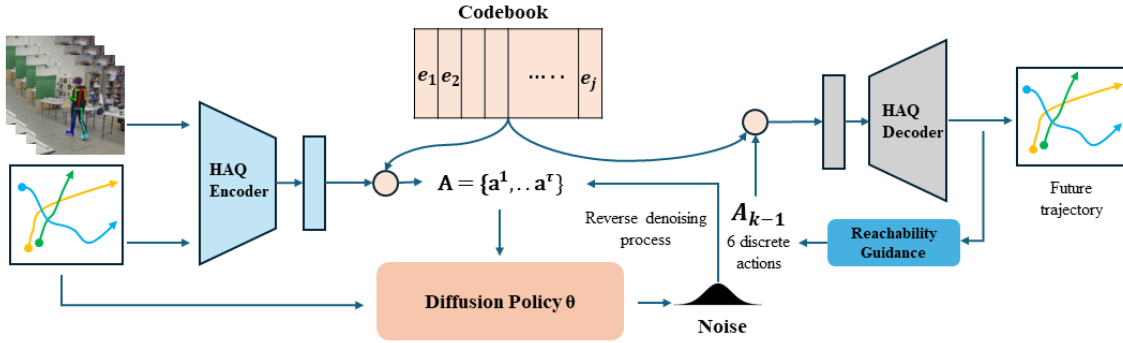 Codebook
e₁ e₂ ..... eⱼ
HAQ
Encoder
A = {a¹, . . aᵗ}
Reverse denoising
process
Aₖ₋₁
6 discrete
actions
HAQ
Decoder
Future
trajectory
Reachability
Guidance
Diffusion Policy θ
Noise